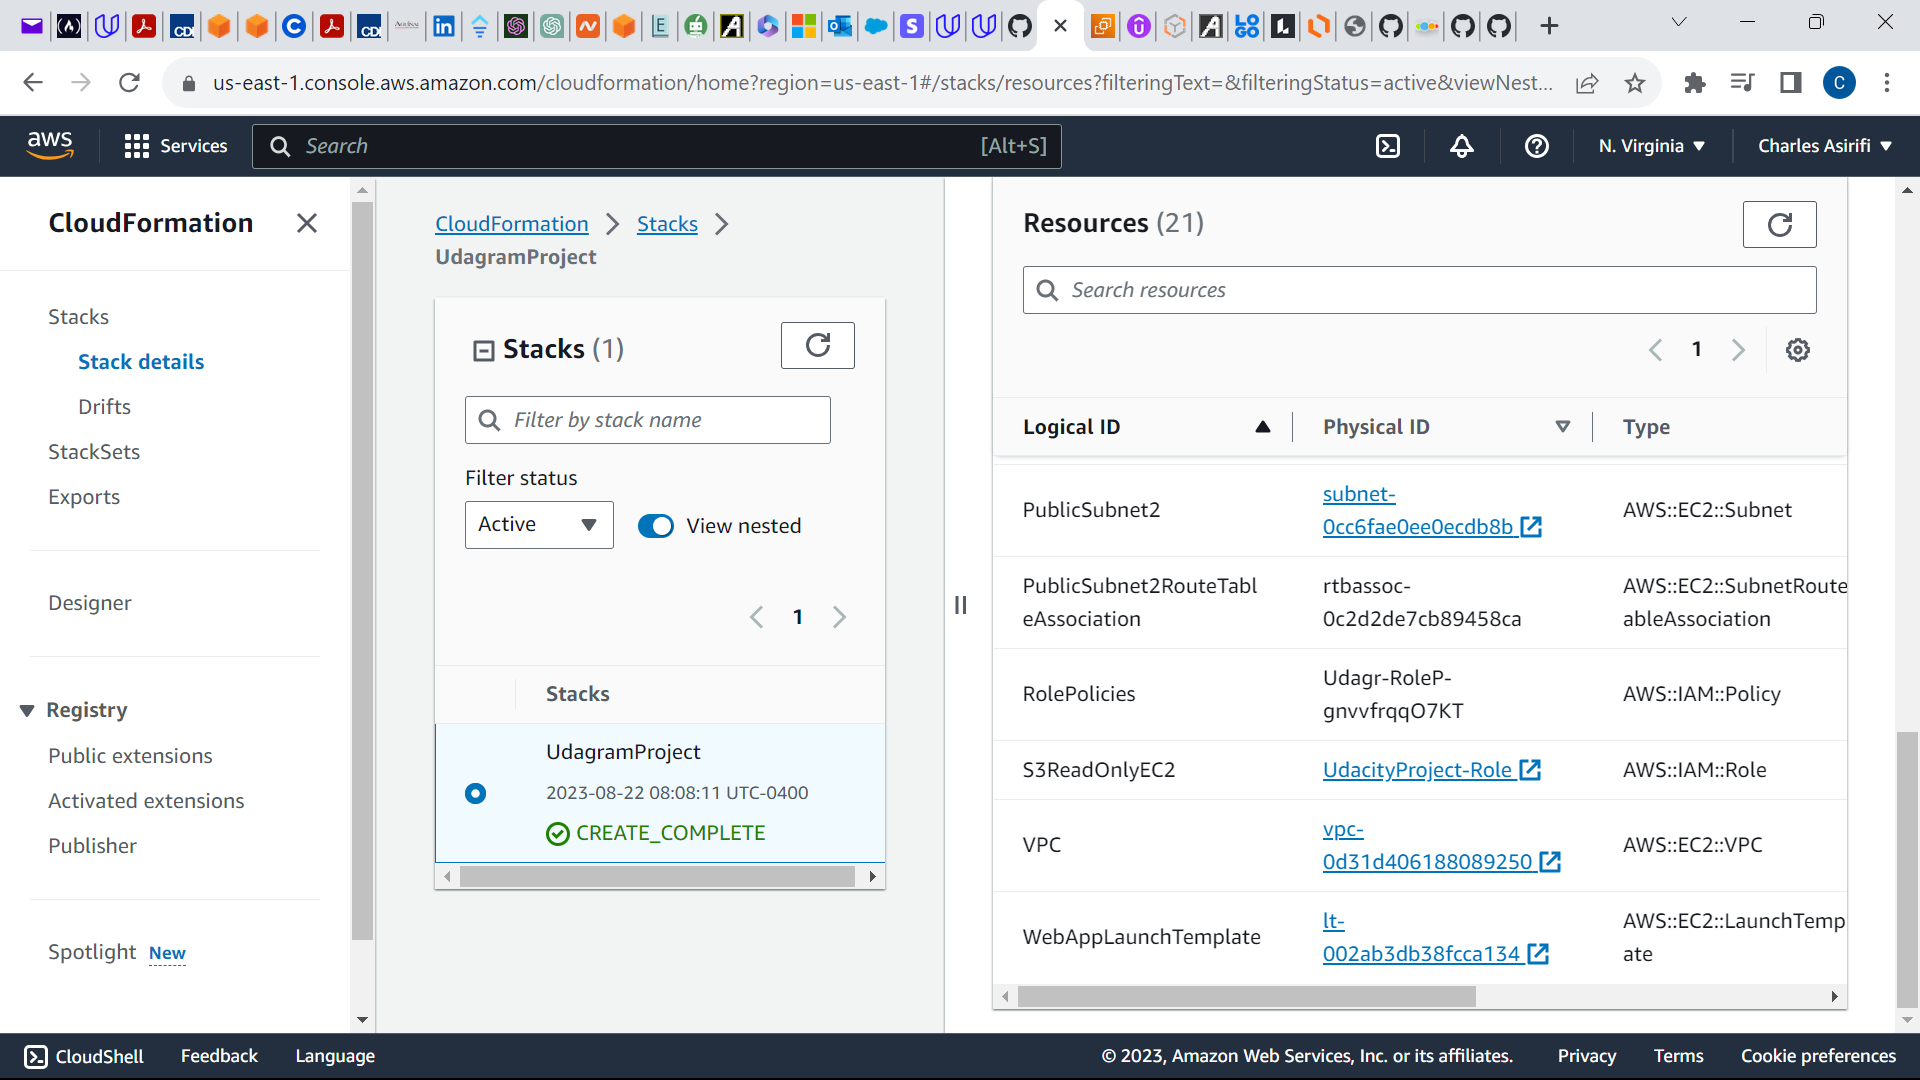 us-east-1.console.aws.amazon.com/cloudformation/home?region=us-east-1#/stacks/resources?filteringText=&filteringStatus=active&viewNest...
C
aws
Services
Search
[Alt+S]
N. Virginia
Charles Asirifi
CloudFormation
Stacks
Stack details
Drifts
StackSets
Exports
Designer
Registry
Public extensions
Activated extensions
Publisher
Spotlight New
CloudFormation
Stacks
UdagramProject
Stacks (1)
Filter by stack name
Filter status
Active
View nested
1
Stacks
UdagramProject
2023-08-22 08:08:11 UTC-0400
CREATE_COMPLETE
Resources (21)
Search resources
1
Logical ID
Physical ID
Type
PublicSubnet2
subnet-
0cc6fae0ee0ecdb8b
AWS::EC2::Subnet
PublicSubnet2RouteTabl
eAssociation
rtbassoc-
0c2d2de7cb89458ca
AWS::EC2::SubnetRoute
ableAssociation
RolePolicies
Udagr-RoleP-
gnvvfrqqO7KT
AWS::IAM::Policy
S3ReadOnlyEC2
UdacityProject-Role
AWS::IAM::Role
VPC
vpc-
0d31d406188089250
AWS::EC2::VPC
WebAppLaunchTemplate
lt-
002ab3db38fcca134
AWS::EC2::LaunchTemp
ate
CloudShell
Feedback
Language
© 2023, Amazon Web Services, Inc. or its affiliates.
Privacy
Terms
Cookie preferences